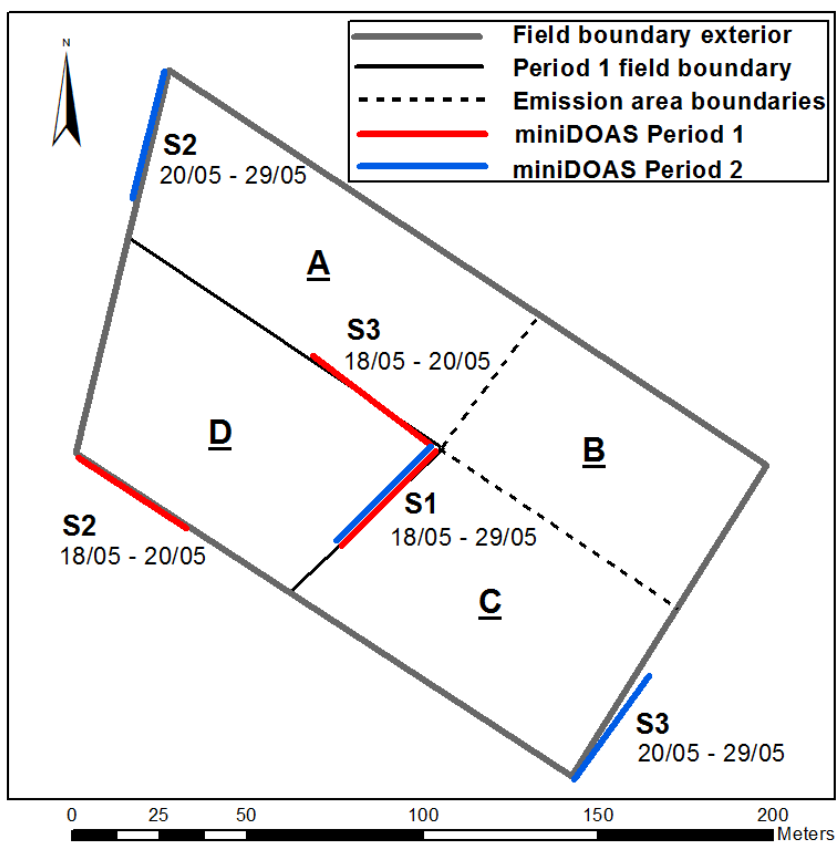 N
Field boundary exterior
Period 1 field boundary
Emission area boundaries
miniDOAS Period 1
miniDOAS Period 2
S2
20/05 - 29/05
A
S3
18/05 - 20/05
D
B
S1
18/05 - 29/05
S2
18/05 - 20/05
C
S3
20/05 - 29/05
0 25 50 100 150 200
Meters